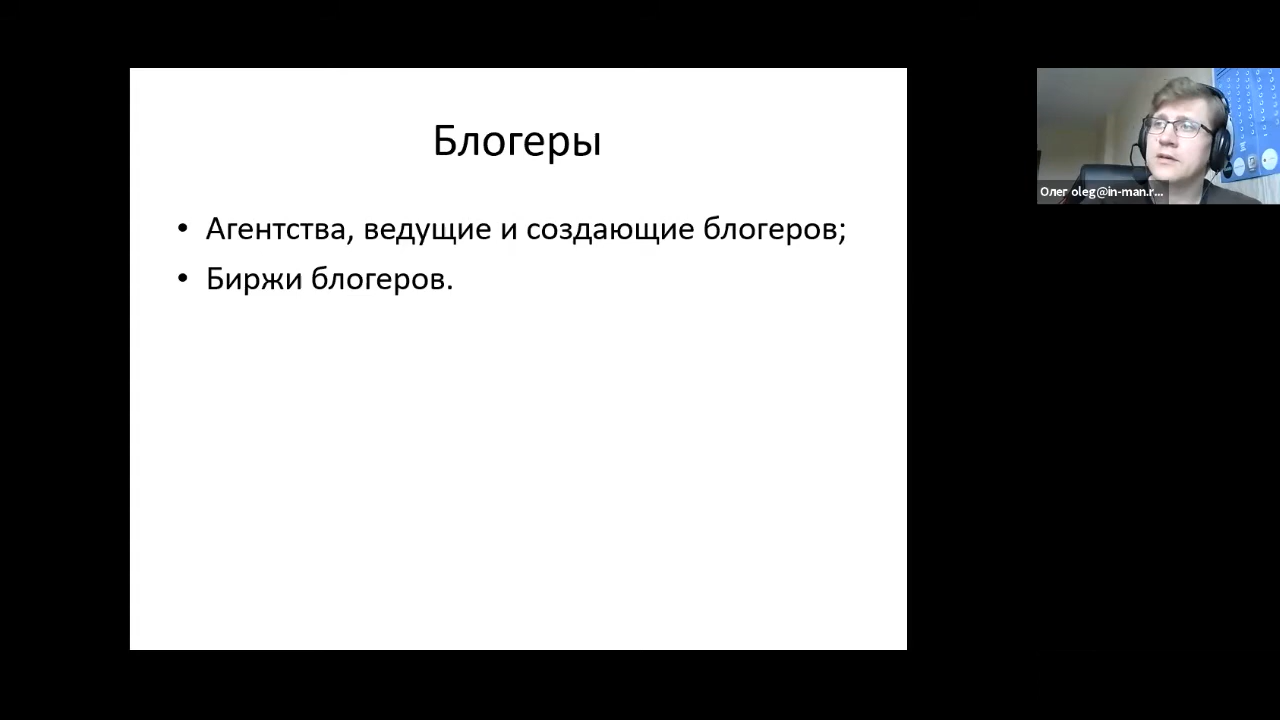 Блогеры
• Агентства, ведущие и создающие блогеров;
• Биржи блогеров.
Олег oleg@in-man.r...